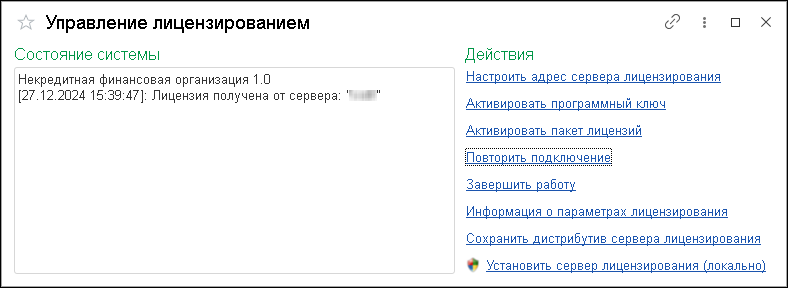 Управление лицензированием
Состояние системы
Некредитная финансовая организация 1.0
[27.12.2024 15:39:47]: Лицензия получена от сервера: " "
Действия
Настроить адрес сервера лицензирования
Активировать программный ключ
Активировать пакет лицензий
Повторить подключение
Завершить работу
Информация о параметрах лицензирования
Сохранить дистрибутив сервера лицензирования
Установить сервер лицензирования (локально)